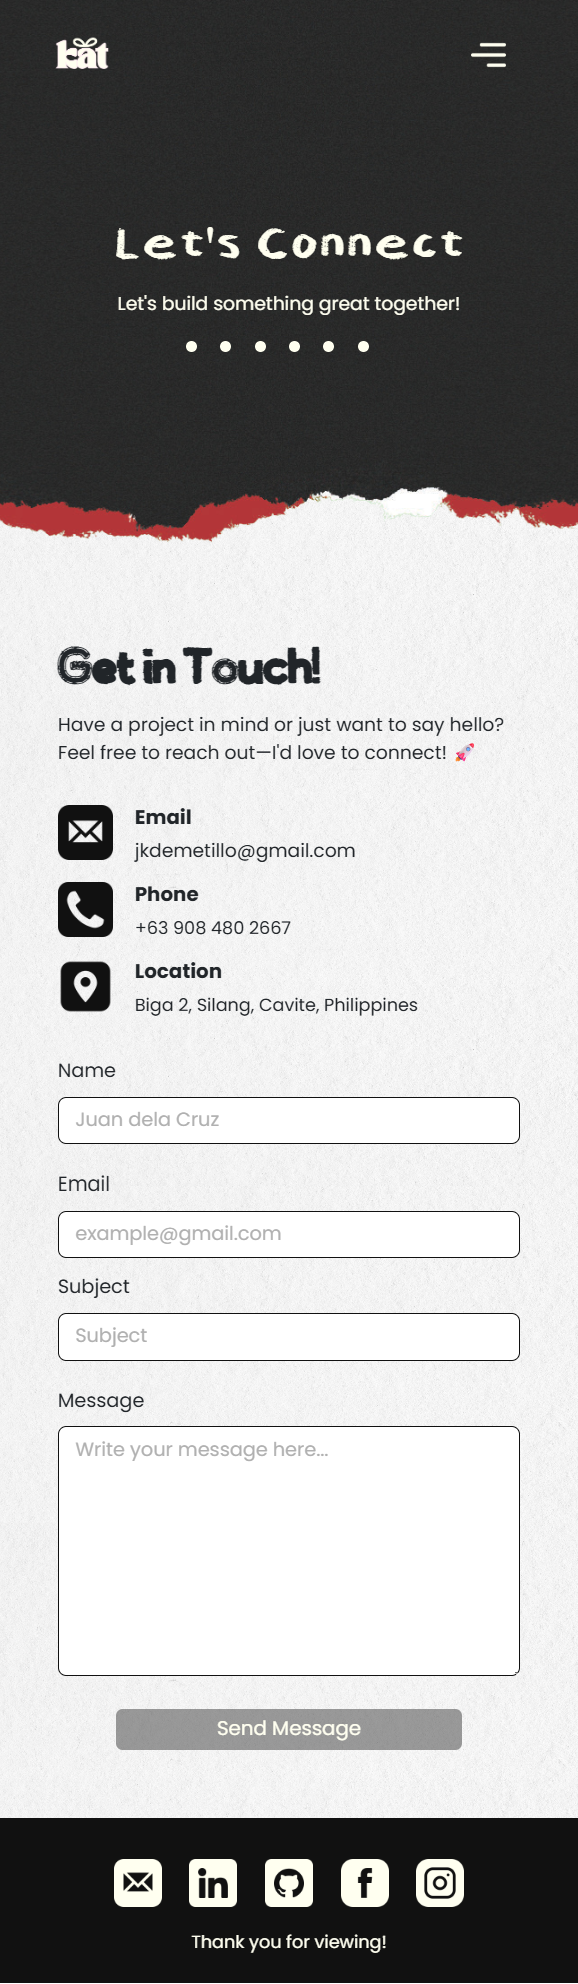 kat
Let's Connect
Let's build something great together!
Get in Touch!
Have a project in mind or just want to say hello?
Feel free to reach out—I'd love to connect! 🚀
Email
jkdemetillo@gmail.com
Phone
+63 908 480 2667
Location
Biga 2, Silang, Cavite, Philippines
Name
Juan dela Cruz
Email
example@gmail.com
Subject
Subject
Message
Write your message here...
Send Message
Thank you for viewing!